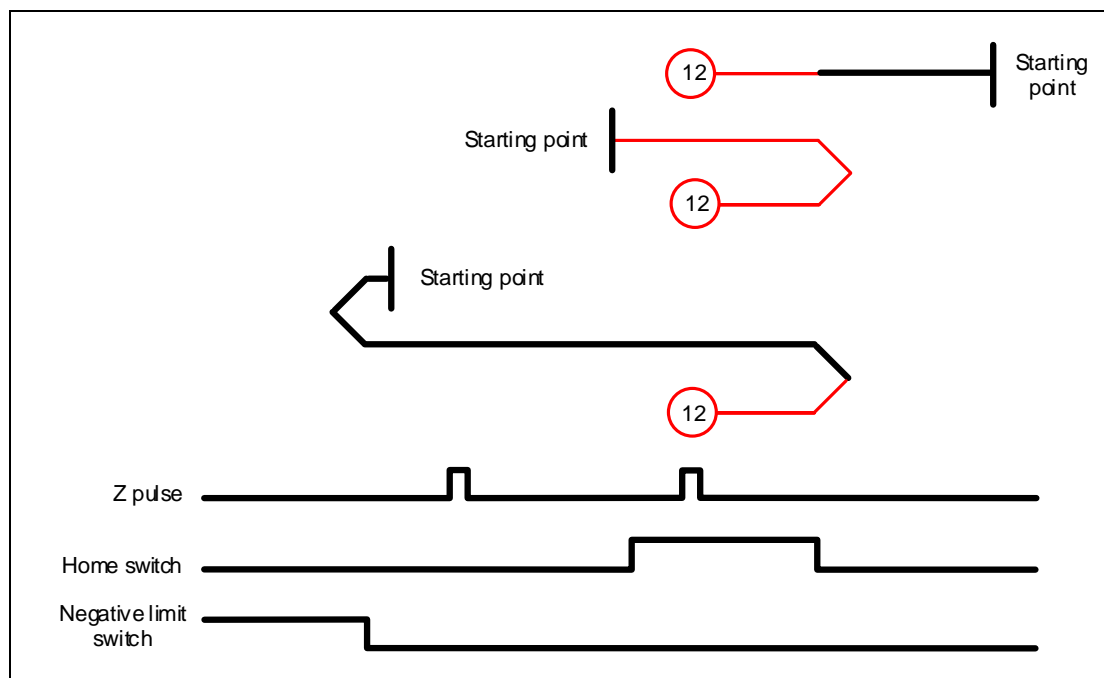 12
Starting
point
Starting point
12
Starting point
12
Z pulse
Home switch
Negative limit
switch